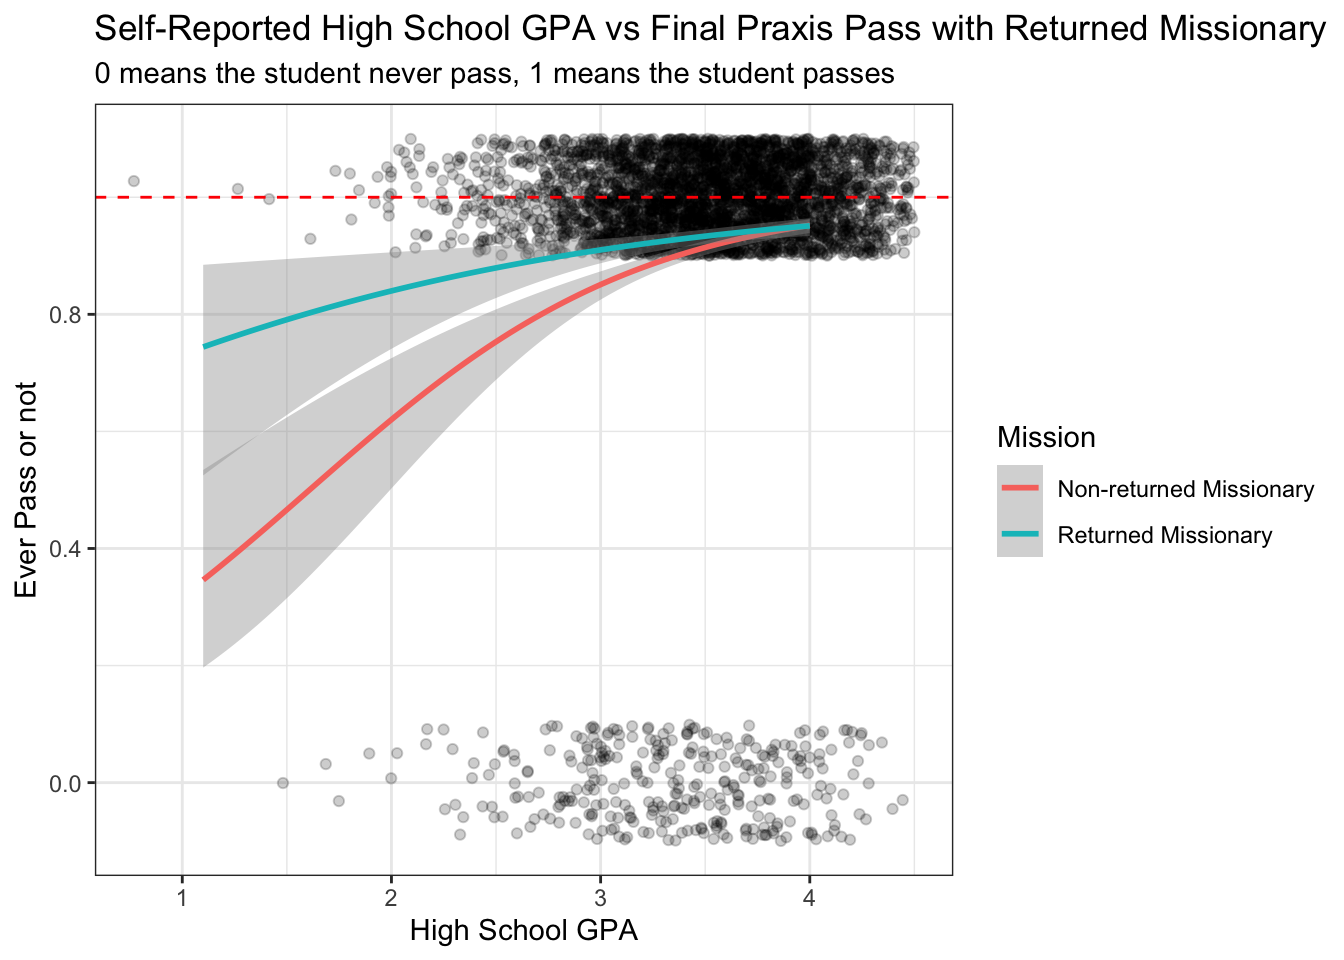 Self-Reported High School GPA vs Final Praxis Pass with Returned Missionary
0 means the student never pass, 1 means the student passes
Ever Pass or not
0.8
0.4
0.0
1 2 3 4
High School GPA
Mission
Non-returned Missionary
Returned Missionary